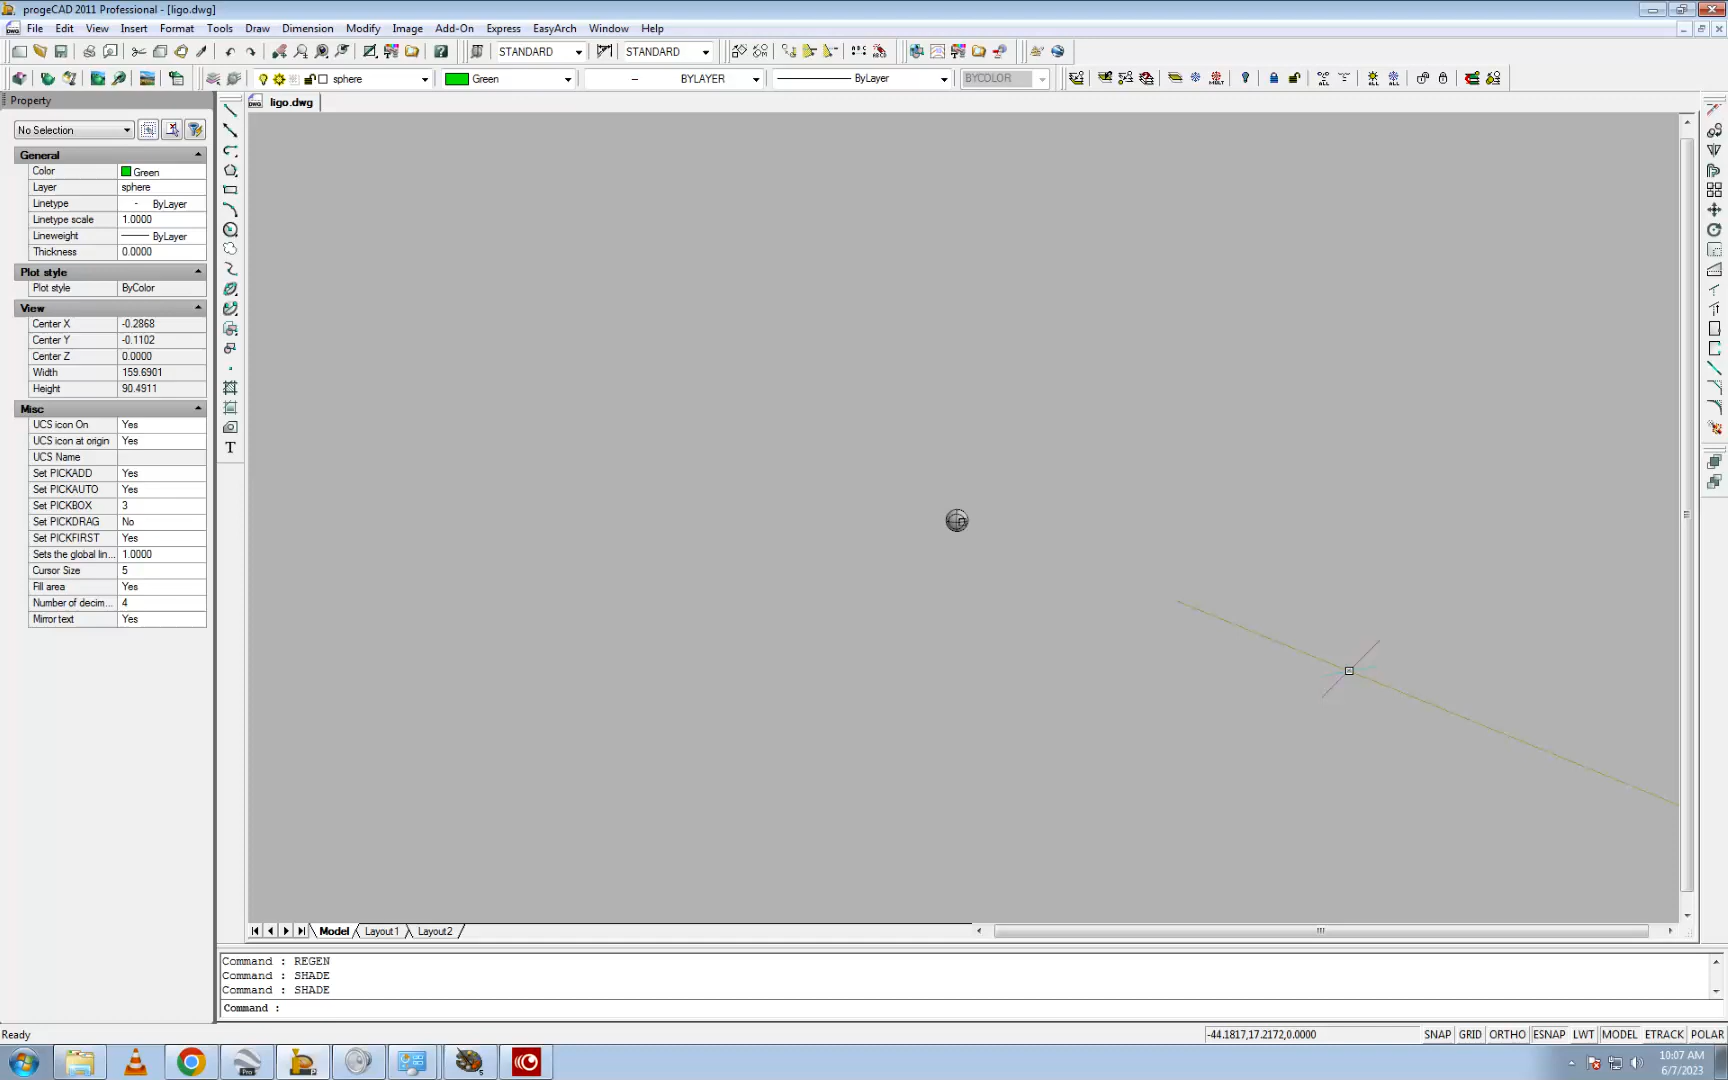 progeCAD 2011 Professional - [ligo.dwg]
File Edit View Insert Format Tools Draw Dimension Modify Image Add-On Express EasyArch Window Help
STANDARD STANDARD
sphere Green BYLAYER ByLayer BYCOLOR
Property
ligo.dwg
No Selection
General
Color Green
Layer sphere
Linetype ByLayer
Linetype scale 1.0000
Lineweight ByLayer
Thickness 0.0000
Plot style
Plot style ByColor
View
Center X -0.2868
Center Y -0.1102
Center Z 0.0000
Width 159.6901
Height 90.4911
Misc
UCS icon On Yes
UCS icon at origin Yes
UCS Name
Set PICKADD Yes
Set PICKAUTO Yes
Set PICKBOX 3
Set PICKDRAG No
Set PICKFIRST Yes
Sets the global lin... 1.0000
Cursor Size 5
Fill area Yes
Number of decim... 4
Mirror text Yes
Model Layout1 Layout2
Command : REGEN
Command : SHADE
Command : SHADE
Command :
Ready
-44.1817,17.2172,0.0000 SNAP GRID ORTHO ESNAP LWT MODEL ETRACK POLAR
10:07 AM
6/7/2023